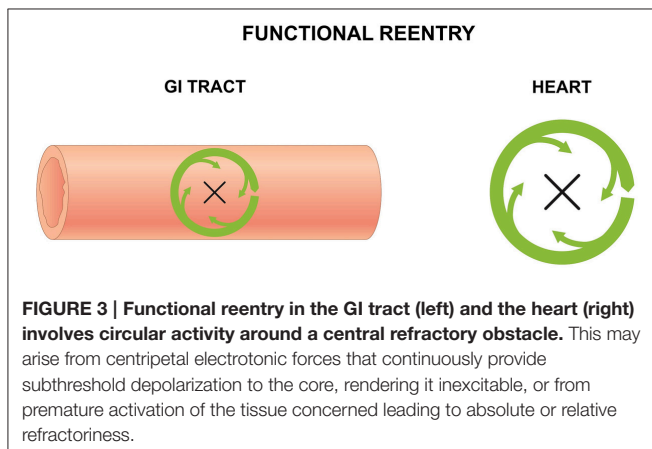 FUNCTIONAL REENTRY
GI TRACT
HEART
FIGURE 3 | Functional reentry in the GI tract (left) and the heart (right)
involves circular activity around a central refractory obstacle. This may
arise from centripetal electrotonic forces that continuously provide
subthreshold depolarization to the core, rendering it inexcitable, or from
premature activation of the tissue concerned leading to absolute or relative
refractoriness.